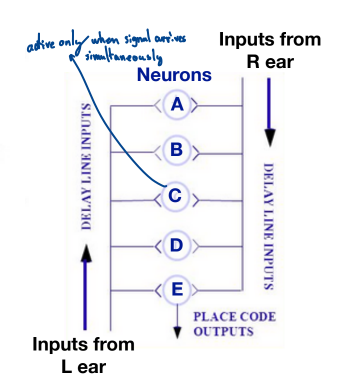 active only when signal arrives
simultaneously
Inputs from
R ear
Neurons
A
B
C
D
E
DELAY LINE INPUTS
DELAY LINE INPUTS
PLACE CODE
OUTPUTS
Inputs from
L ear